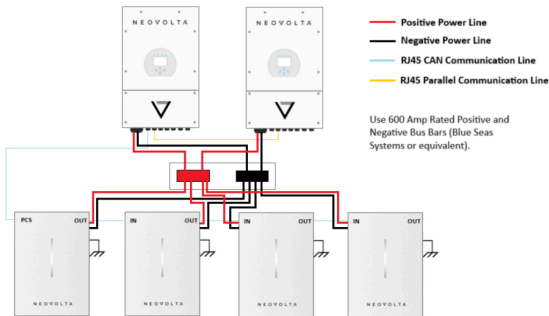 NEOVOLTA
NEOVOLTA
Positive Power Line
Negative Power Line
RJ45 CAN Communication Line
RJ45 Parallel Communication Line
Use 600 Amp Rated Positive and
Negative Bus Bars (Blue Seas
Systems or equivalent).
PCS OUT
IN OUT
IN OUT
IN OUT
NEOVOLTA
NEOVOLTA
NEOVOLTA
NEOVOLTA